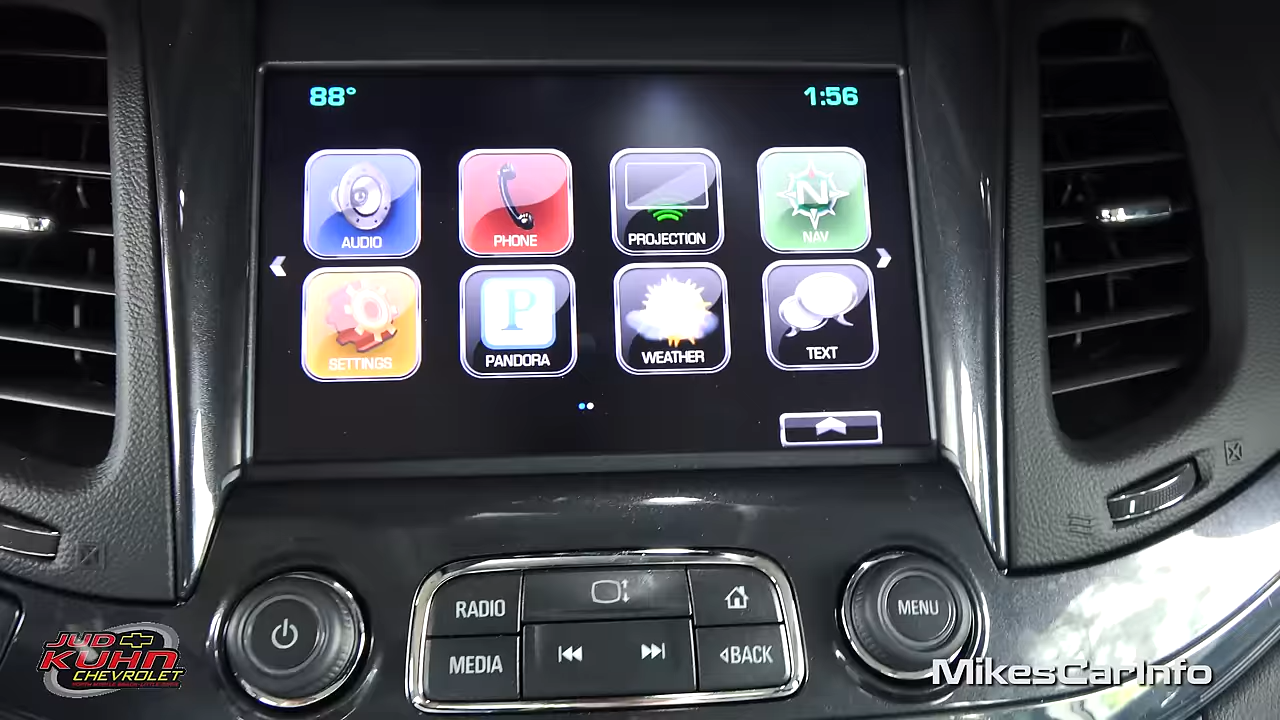 88° 1:56
AUDIO PHONE PROJECTION NAV
SETTINGS PANDORA WEATHER TEXT
RADIO MENU
MEDIA BACK
JUD
KUHN
CHEVROLET
MikesCarInfo